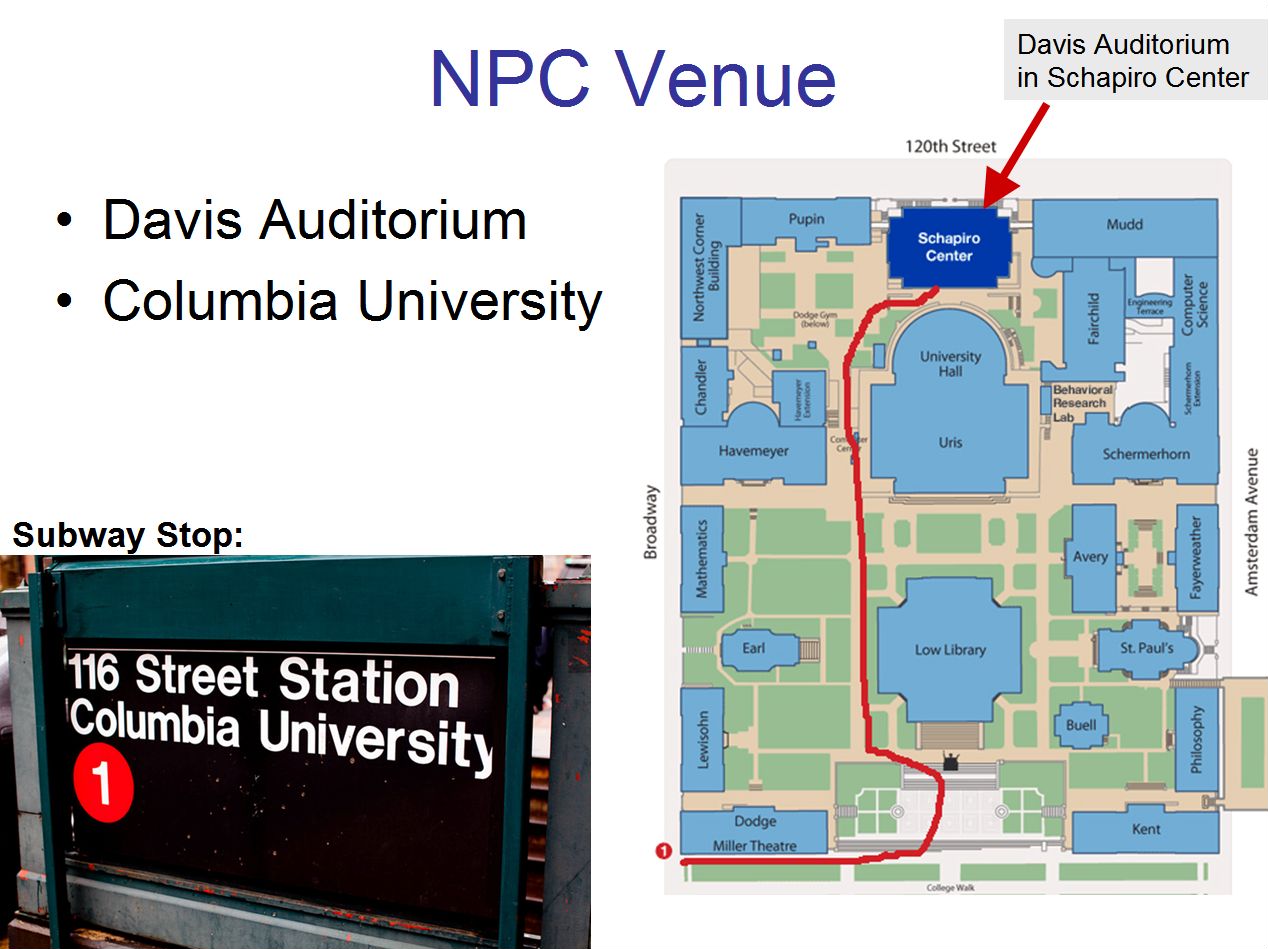 NPC Venue
Davis Auditorium
in Schapiro Center
• Davis Auditorium
• Columbia University
Subway Stop:
116 Street Station
Columbia University
1
120th Street
Northwest Corner
Building
Pupin
Schapiro
Center
Mudd
Dodge Gym
(below)
Fairchild
Engineering
Terrace
Computer
Science
Chandler
Havemeyer
Extension
University
Hall
Behavioral
Research
Lab
Schermerhorn
Extension
Havemeyer
Computer
Center
Uris
Schermerhorn
Broadway
Amsterdam Avenue
Mathematics
Avery
Fayerweather
Earl
Low Library
St. Paul's
Lewisohn
Buell
Philosophy
Dodge
Miller Theatre
Kent
1
College Walk